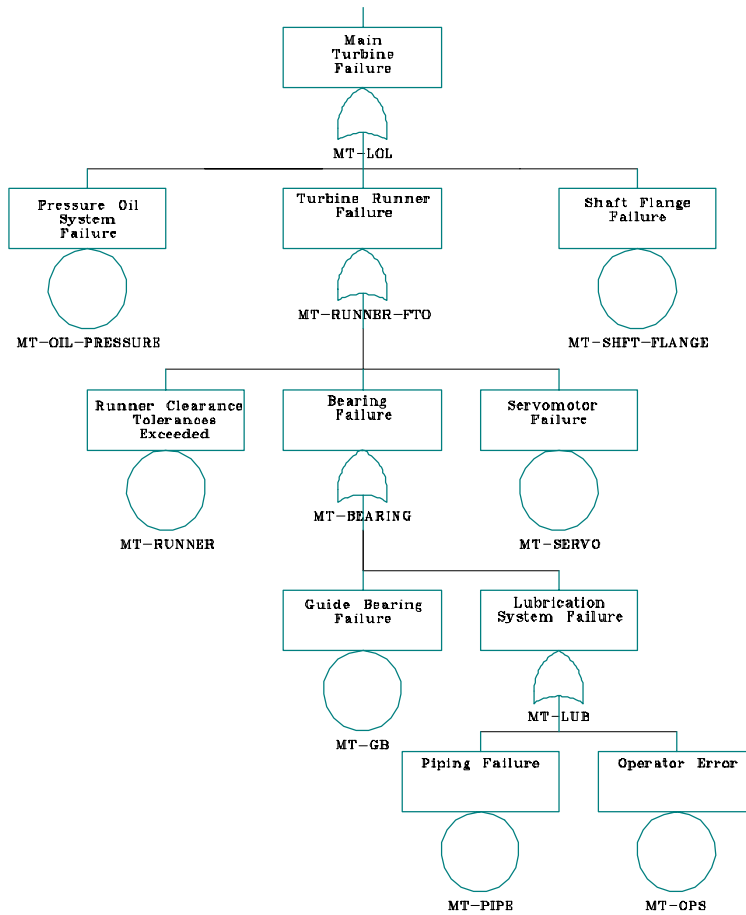 Main
Turbine
Failure
MT-LOL
Pressure Oil
System
Failure
Turbine Runner
Failure
Shaft Flange
Failure
MT-OIL-PRESSURE
MT-RUNNER-FTO
MT-SHFT-FLANGE
Runner Clearance
Tolerances
Exceeded
Bearing
Failure
Servomotor
Failure
MT-RUNNER
MT-BEARING
MT-SERVO
Guide Bearing
Failure
Lubrication
System Failure
MT-GB
MT-LUB
Piping Failure
Operator Error
MT-PIPE
MT-OPS